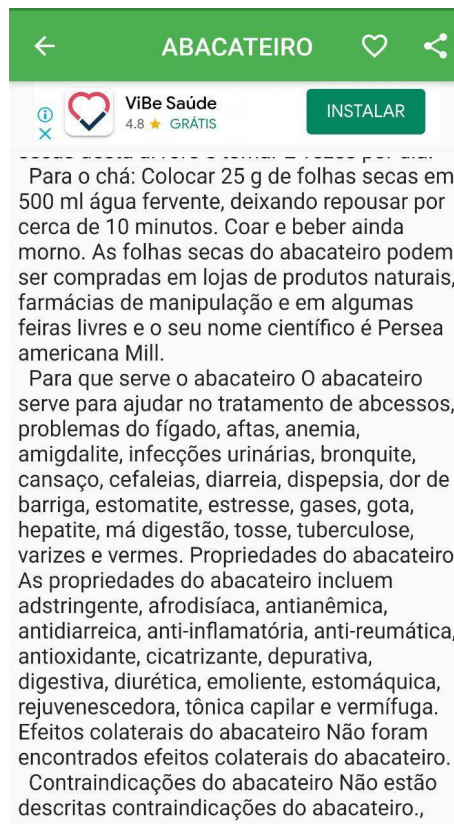 ABACATEIRO
ViBe Saúde
4.8 ★ GRÁTIS
INSTALAR
Para o chá: Colocar 25 g de folhas secas em
500 ml água fervente, deixando repousar por
cerca de 10 minutos. Coar e beber ainda
morno. As folhas secas do abacateiro podem
ser compradas em lojas de produtos naturais,
farmácias de manipulação e em algumas
feiras livres e o seu nome científico é Persea
americana Mill.
Para que serve o abacateiro O abacateiro
serve para ajudar no tratamento de abcessos,
problemas do fígado, aftas, anemia,
amigdalite, infecções urinárias, bronquite,
cansaço, cefaleias, diarreia, dispepsia, dor de
barriga, estomatite, estresse, gases, gota,
hepatite, má digestão, tosse, tuberculose,
varizes e vermes. Propriedades do abacateiro
As propriedades do abacateiro incluem
adstringente, afrodisíaca, antianêmica,
antidiarreica, anti-inflamatória, anti-reumática,
antioxidante, cicatrizante, depurativa,
digestiva, diurética, emoliente, estomáquica,
rejuvenescedora, tônica capilar e vermífuga.
Efeitos colaterais do abacateiro Não foram
encontrados efeitos colaterais do abacateiro.
Contraindicações do abacateiro Não estão
descritas contraindicações do abacateiro.,